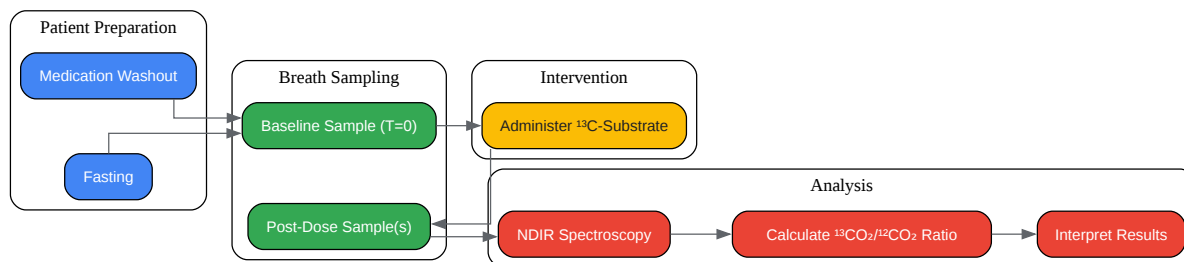 Patient Preparation
Medication Washout
Fasting
Breath Sampling
Baseline Sample (T=0)
Post-Dose Sample(s)
Intervention
Administer ¹³C-Substrate
Analysis
NDIR Spectroscopy
Calculate ¹³CO₂/¹²CO₂ Ratio
Interpret Results